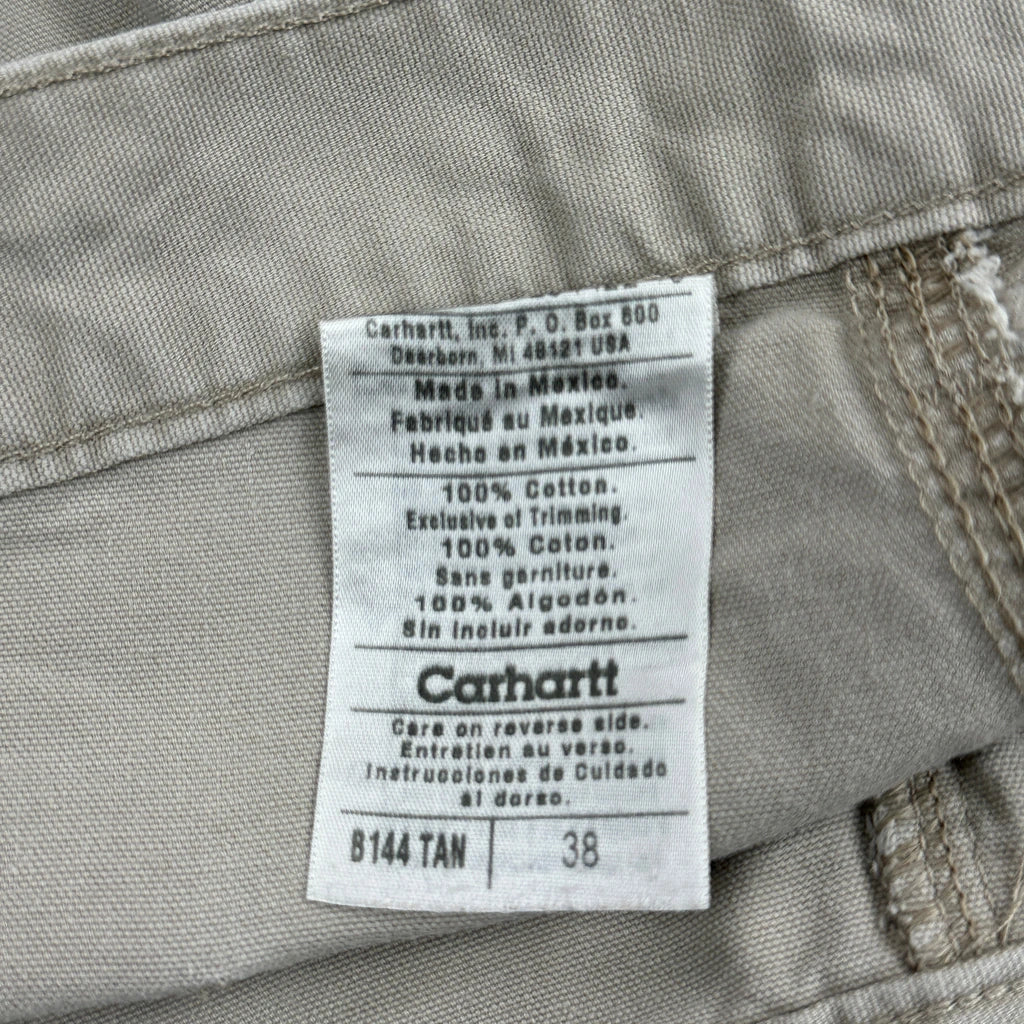 Carhartt, Inc. P. O. Box 600
Dearborn, MI 48121 USA
Made in Mexico.
Fabriqué au Mexique.
Hecho en México.
100% Cotton.
Exclusive of Trimming.
100% Coton.
Sans garniture.
100% Algodón.
Sin incluir adorno.
Carhartt
Care on reverse side.
Entretien au verso.
Instrucciones de Cuidado
al dorso.
B144 TAN 38